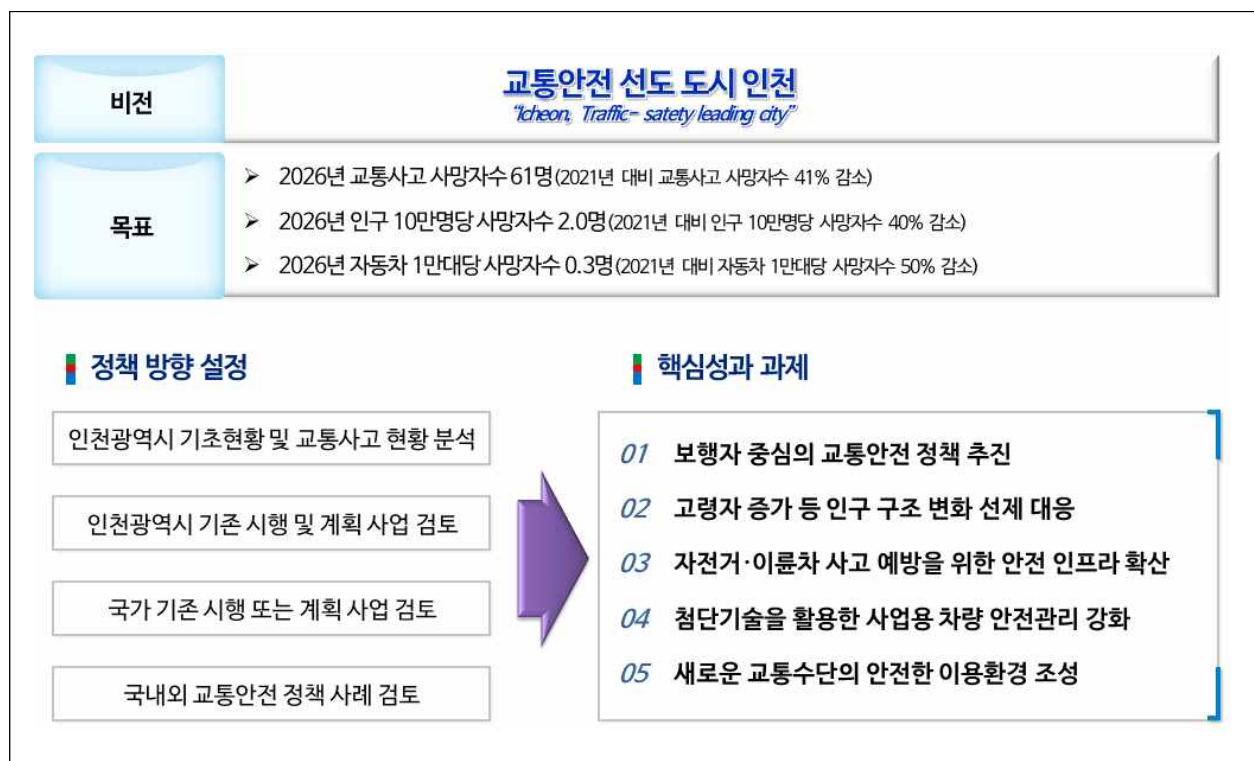 비전
교통안전 선도 도시 인천
“Icheon, Traffic- satety leading city”
목표
➢ 2026년 교통사고 사망자수 61명(2021년 대비 교통사고 사망자수 41% 감소)
➢ 2026년 인구 10만명당 사망자수 2.0명(2021년 대비 인구 10만명당 사망자수 40% 감소)
➢ 2026년 자동차 1만대당 사망자수 0.3명(2021년 대비 자동차 1만대당 사망자수 50% 감소)
정책 방향 설정
인천광역시 기초현황 및 교통사고 현황 분석
인천광역시 기존 시행 및 계획 사업 검토
국가 기존 시행 또는 계획 사업 검토
국내외 교통안전 정책 사례 검토
핵심성과 과제
01 보행자 중심의 교통안전 정책 추진
02 고령자 증가 등 인구 구조 변화 선제 대응
03 자전거·이륜차 사고 예방을 위한 안전 인프라 확산
04 첨단기술을 활용한 사업용 차량 안전관리 강화
05 새로운 교통수단의 안전한 이용환경 조성